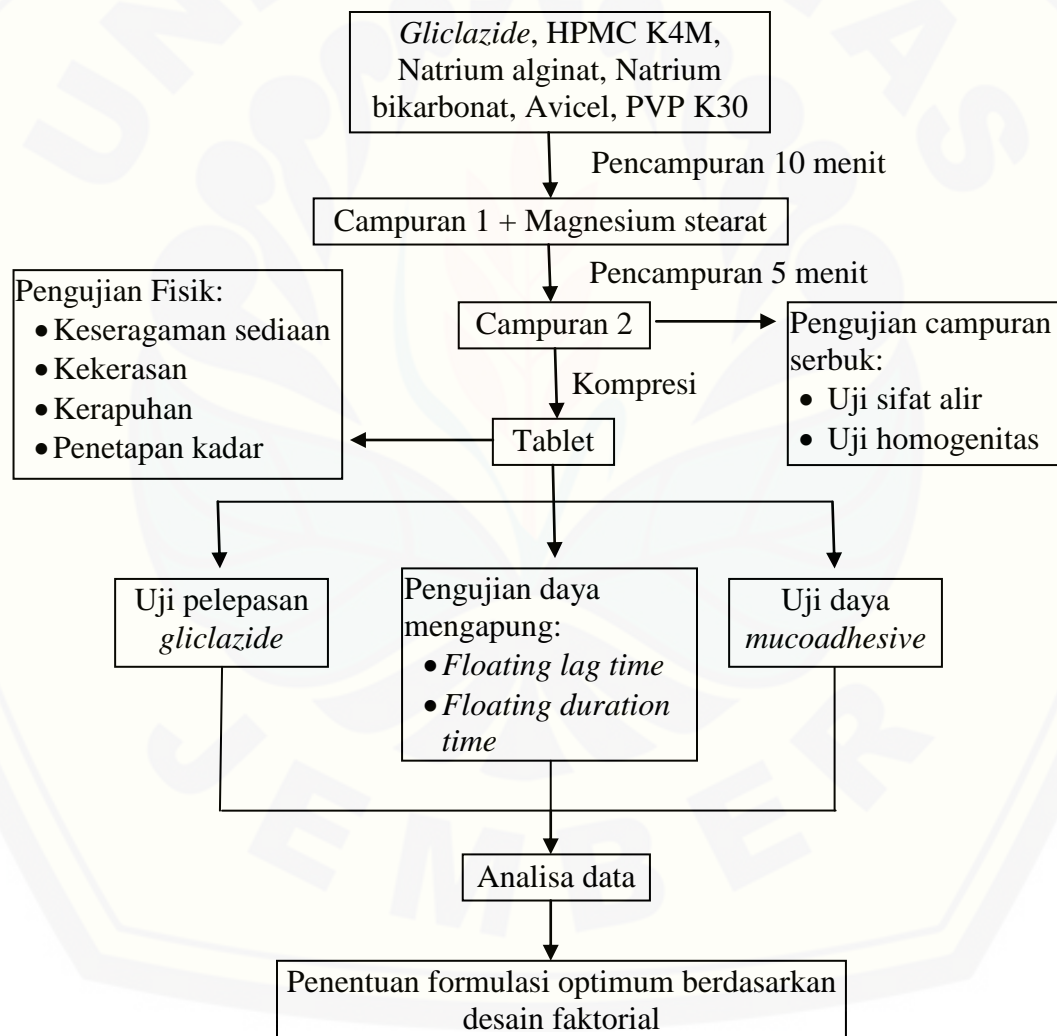 Gliclazide, HPMC K4M,
Natrium alginat, Natrium
bikarbonat, Avicel, PVP K30
Pencampuran 10 menit
Campuran 1 + Magnesium stearat
Pencampuran 5 menit
Pengujian Fisik:
• Keseragaman sediaan
• Kekerasan
• Kerapuhan
• Penetapan kadar
Campuran 2
Pengujian campuran
serbuk:
• Uji sifat alir
• Uji homogenitas
Kompresi
Tablet
Uji pelepasan
gliclazide
Pengujian daya
mengapung:
• Floating lag time
• Floating duration
time
Uji daya
mucoadhesive
Analisa data
Penentuan formulasi optimum berdasarkan
desain faktorial
JEMBER